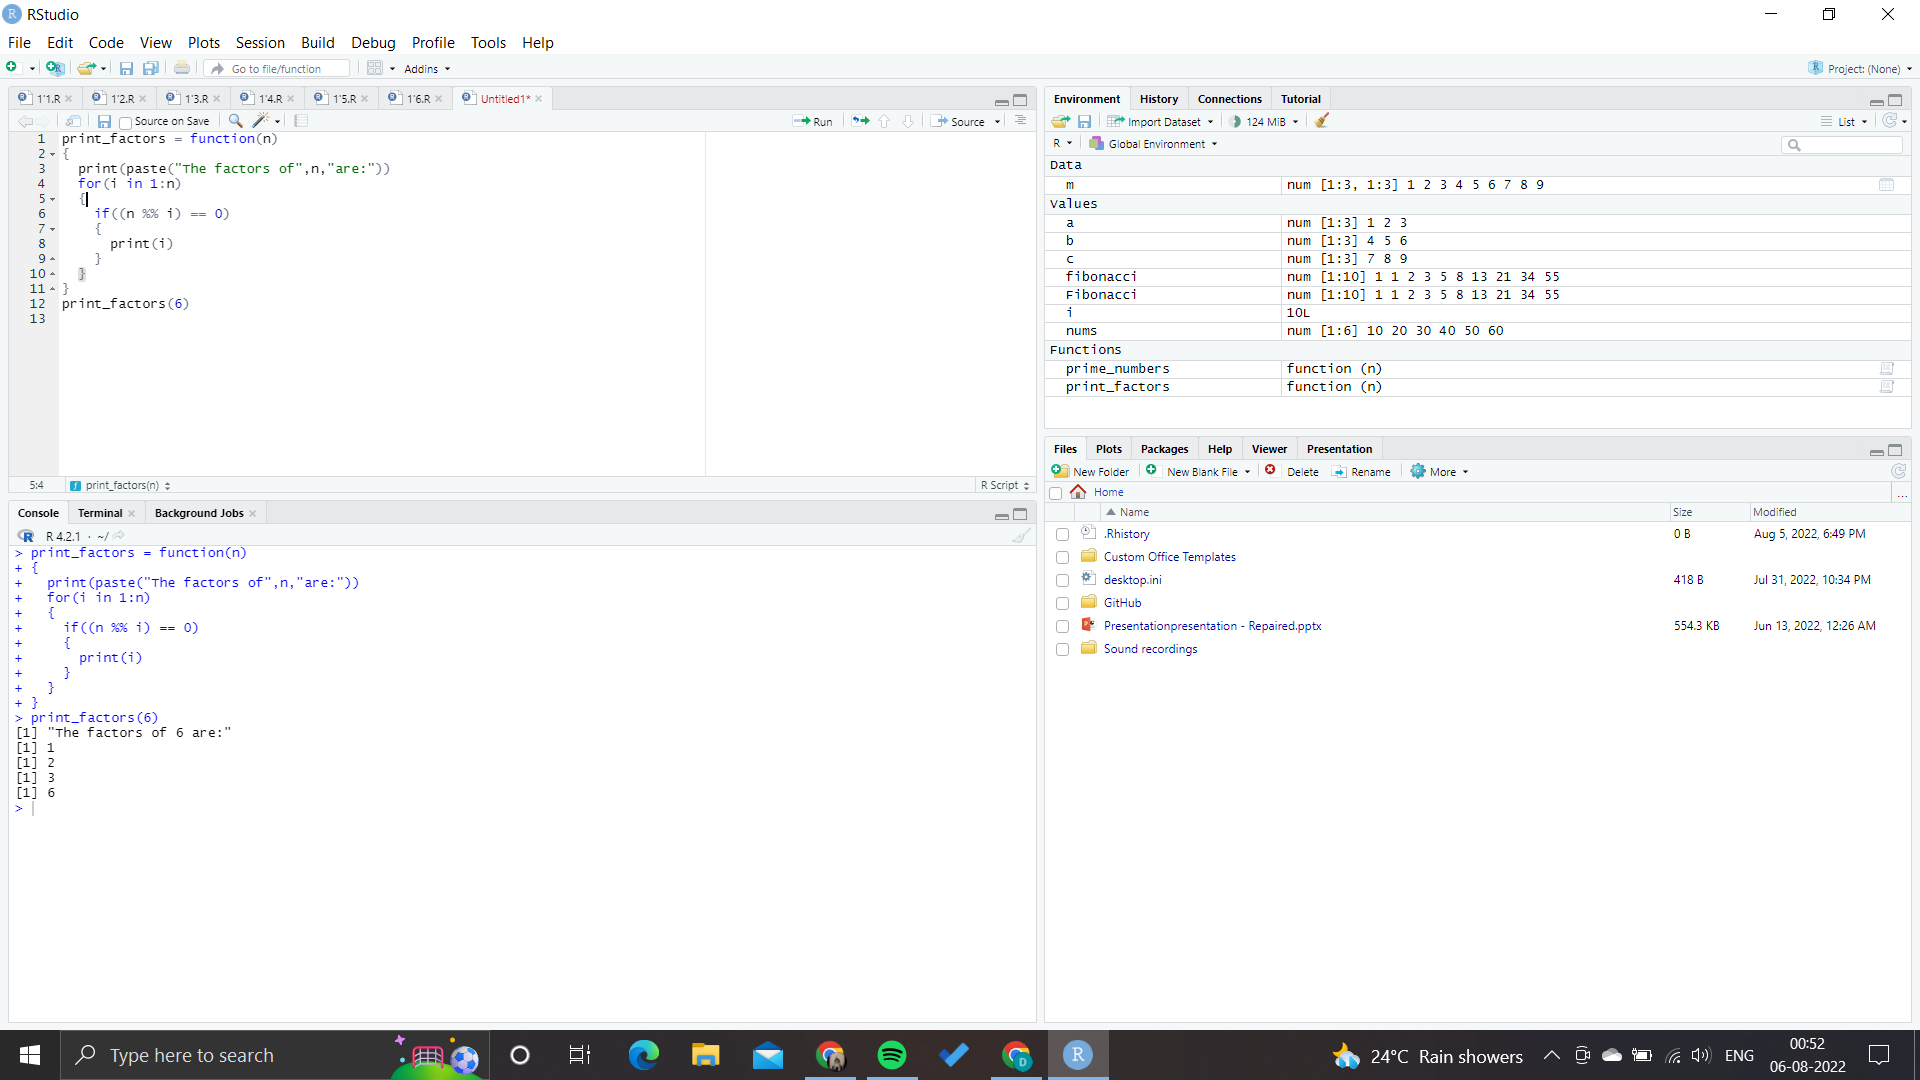 RStudio
File Edit Code View Plots Session Build Debug Profile Tools Help
Go to file/function Addins Project: (None)
1'1.R 1'2.R 1'3.R 1'4.R 1'5.R 1'6.R Untitled1*
Source on Save Run Source
1 print_factors = function(n)
2 {
3 print(paste("The factors of",n,"are:"))
4 for(i in 1:n)
5 {
6 if((n %% i) == 0)
7 {
8 print(i)
9 }
10 }
11 }
12 print_factors(6)
13
5:4 print_factors(n) R Script
Console Terminal Background Jobs
R 4.2.1 · ~/
> print_factors = function(n)
+ {
+ print(paste("The factors of",n,"are:"))
+ for(i in 1:n)
+ {
+ if((n %% i) == 0)
+ {
+ print(i)
+ }
+ }
+ }
> print_factors(6)
[1] "The factors of 6 are:"
[1] 1
[1] 2
[1] 3
[1] 6
>
Environment History Connections Tutorial
Import Dataset 124 MiB List
R Global Environment
Data
m num [1:3, 1:3] 1 2 3 4 5 6 7 8 9
Values
a num [1:3] 1 2 3
b num [1:3] 4 5 6
c num [1:3] 7 8 9
fibonacci num [1:10] 1 1 2 3 5 8 13 21 34 55
Fibonacci num [1:10] 1 1 2 3 5 8 13 21 34 55
i 10L
nums num [1:6] 10 20 30 40 50 60
Functions
prime_numbers function (n)
print_factors function (n)
Files Plots Packages Help Viewer Presentation
New Folder New Blank File Delete Rename More
Home ...
Name Size Modified
.Rhistory 0 B Aug 5, 2022, 6:49 PM
Custom Office Templates
desktop.ini 418 B Jul 31, 2022, 10:34 PM
GitHub
Presentationpresentation - Repaired.pptx 554.3 KB Jun 13, 2022, 12:26 AM
Sound recordings
Type here to search
24°C Rain showers ENG
00:52
06-08-2022